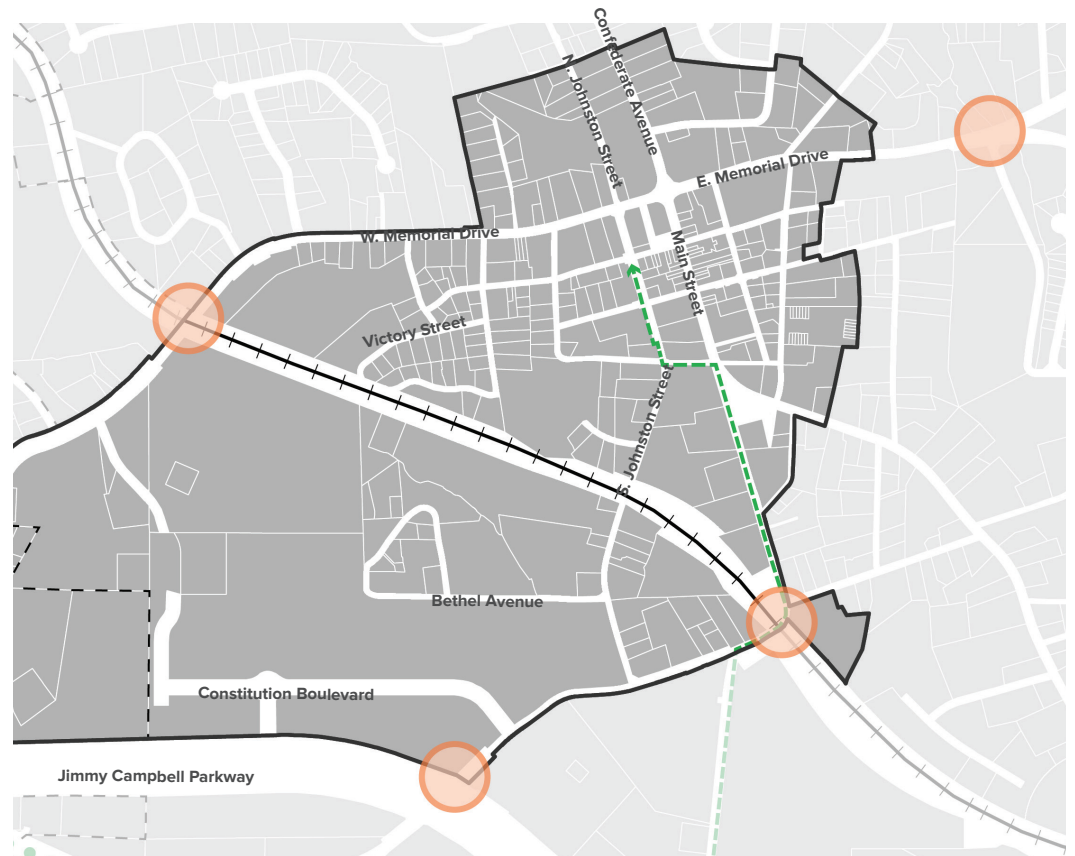 Confederate Avenue
N. Johnston Street
E. Memorial Drive
W. Memorial Drive
Main Street
Victory Street
S. Johnston Street
Bethel Avenue
Constitution Boulevard
Jimmy Campbell Parkway